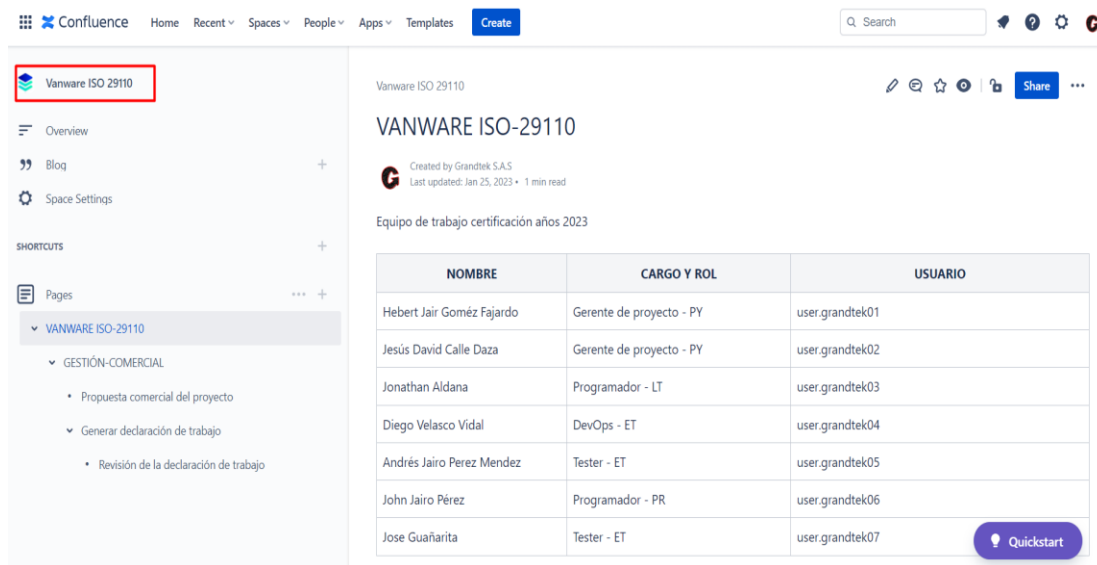 Confluence Home Recent Spaces People Apps Templates Create Search
Vanware ISO 29110
Overview
Blog
Space Settings
SHORTCUTS
Pages
VANWARE ISO-29110
GESTIÓN-COMERCIAL
Propuesta comercial del proyecto
Generar declaración de trabajo
Revisión de la declaración de trabajo
Vanware ISO 29110
Share
VANWARE ISO-29110
Created by Grandtek S.A.S
Last updated: Jan 25, 2023 • 1 min read
Equipo de trabajo certificación años 2023
NOMBRE CARGO Y ROL USUARIO
Hebert Jair Goméz Fajardo Gerente de proyecto - PY user.grandtek01
Jesús David Calle Daza Gerente de proyecto - PY user.grandtek02
Jonathan Aldana Programador - LT user.grandtek03
Diego Velasco Vidal DevOps - ET user.grandtek04
Andrés Jairo Perez Mendez Tester - ET user.grandtek05
John Jairo Pérez Programador - PR user.grandtek06
Jose Guañarita Tester - ET user.grandtek07
Quickstart